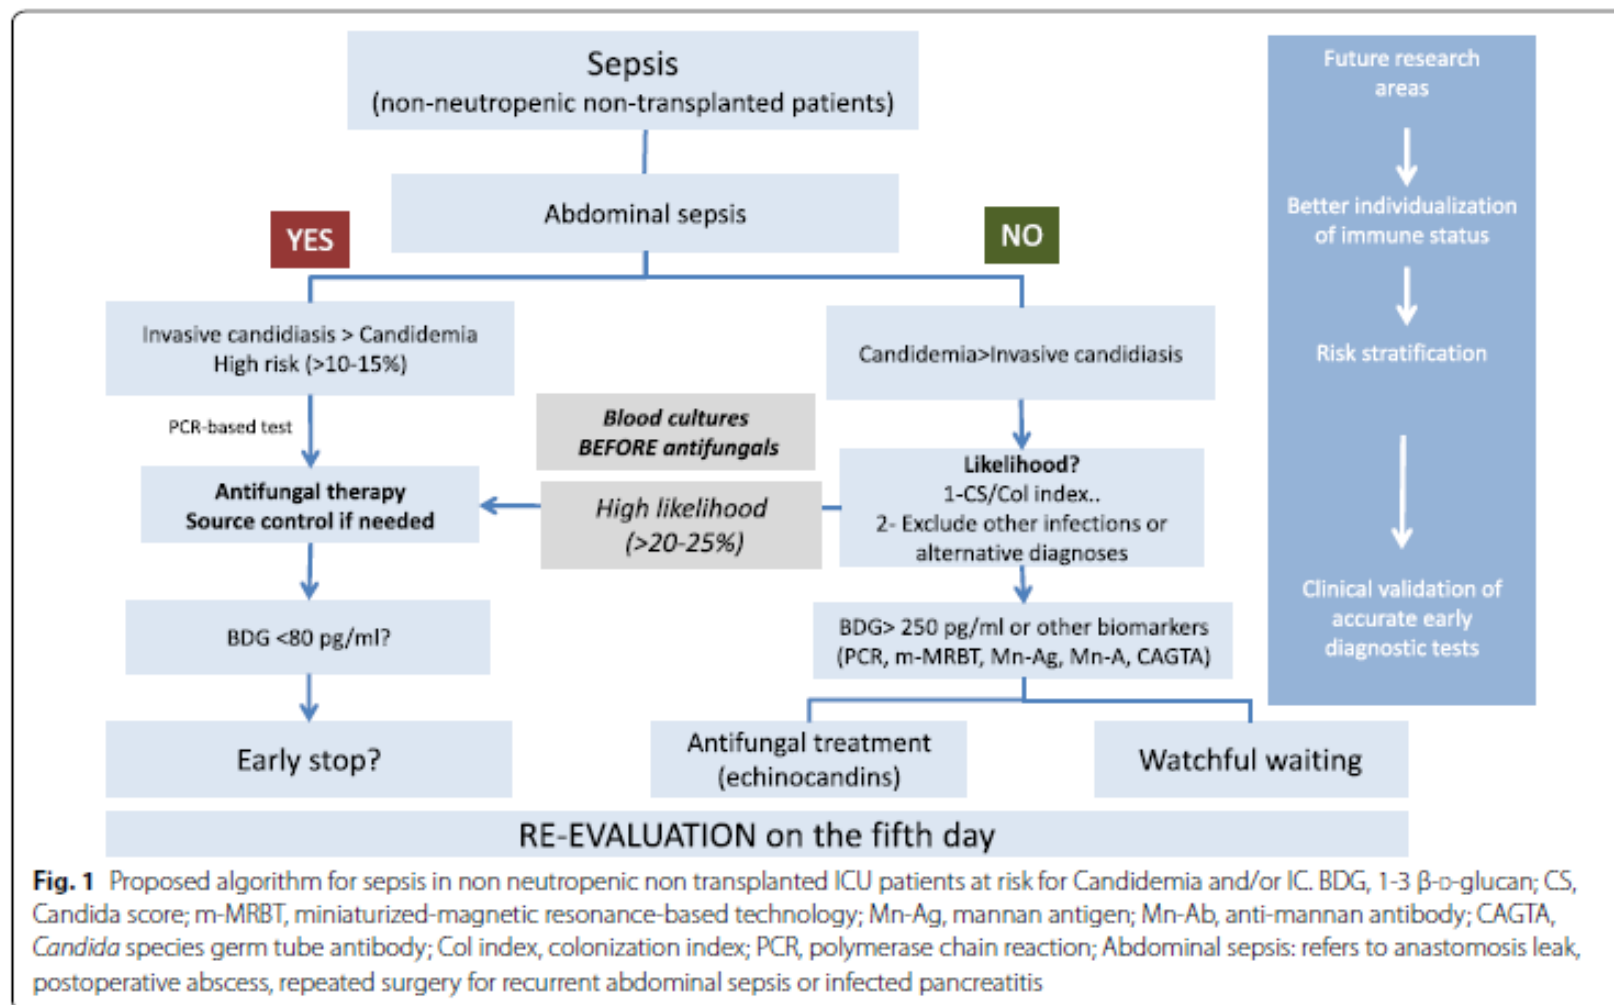 Sepsis
(non-neutropenic non-transplanted patients)
Abdominal sepsis
YES
NO
Invasive candidiasis > Candidemia
High risk (>10-15%)
Candidemia>Invasive candidiasis
PCR-based test
Blood cultures
BEFORE antifungals
Antifungal therapy
Source control if needed
High likelihood
(>20-25%)
Likelihood?
1-CS/Col index..
2- Exclude other infections or
alternative diagnoses
BDG <80 pg/ml?
BDG> 250 pg/ml or other biomarkers
(PCR, m-MRBT, Mn-Ag, Mn-A, CAGTA)
Early stop?
Antifungal treatment
(echinocandins)
Watchful waiting
RE-EVALUATION on the fifth day
Future research
areas
Better individualization
of immune status
Risk stratification
Clinical validation of
accurate early
diagnostic tests
Fig. 1 Proposed algorithm for sepsis in non neutropenic non transplanted ICU patients at risk for Candidemia and/or IC. BDG, 1-3 β-D-glucan; CS,
Candida score; m-MRBT, miniaturized-magnetic resonance-based technology; Mn-Ag, mannan antigen; Mn-Ab, anti-mannan antibody; CAGTA,
Candida species germ tube antibody; Col index, colonization index; PCR, polymerase chain reaction; Abdominal sepsis: refers to anastomosis leak,
postoperative abscess, repeated surgery for recurrent abdominal sepsis or infected pancreatitis